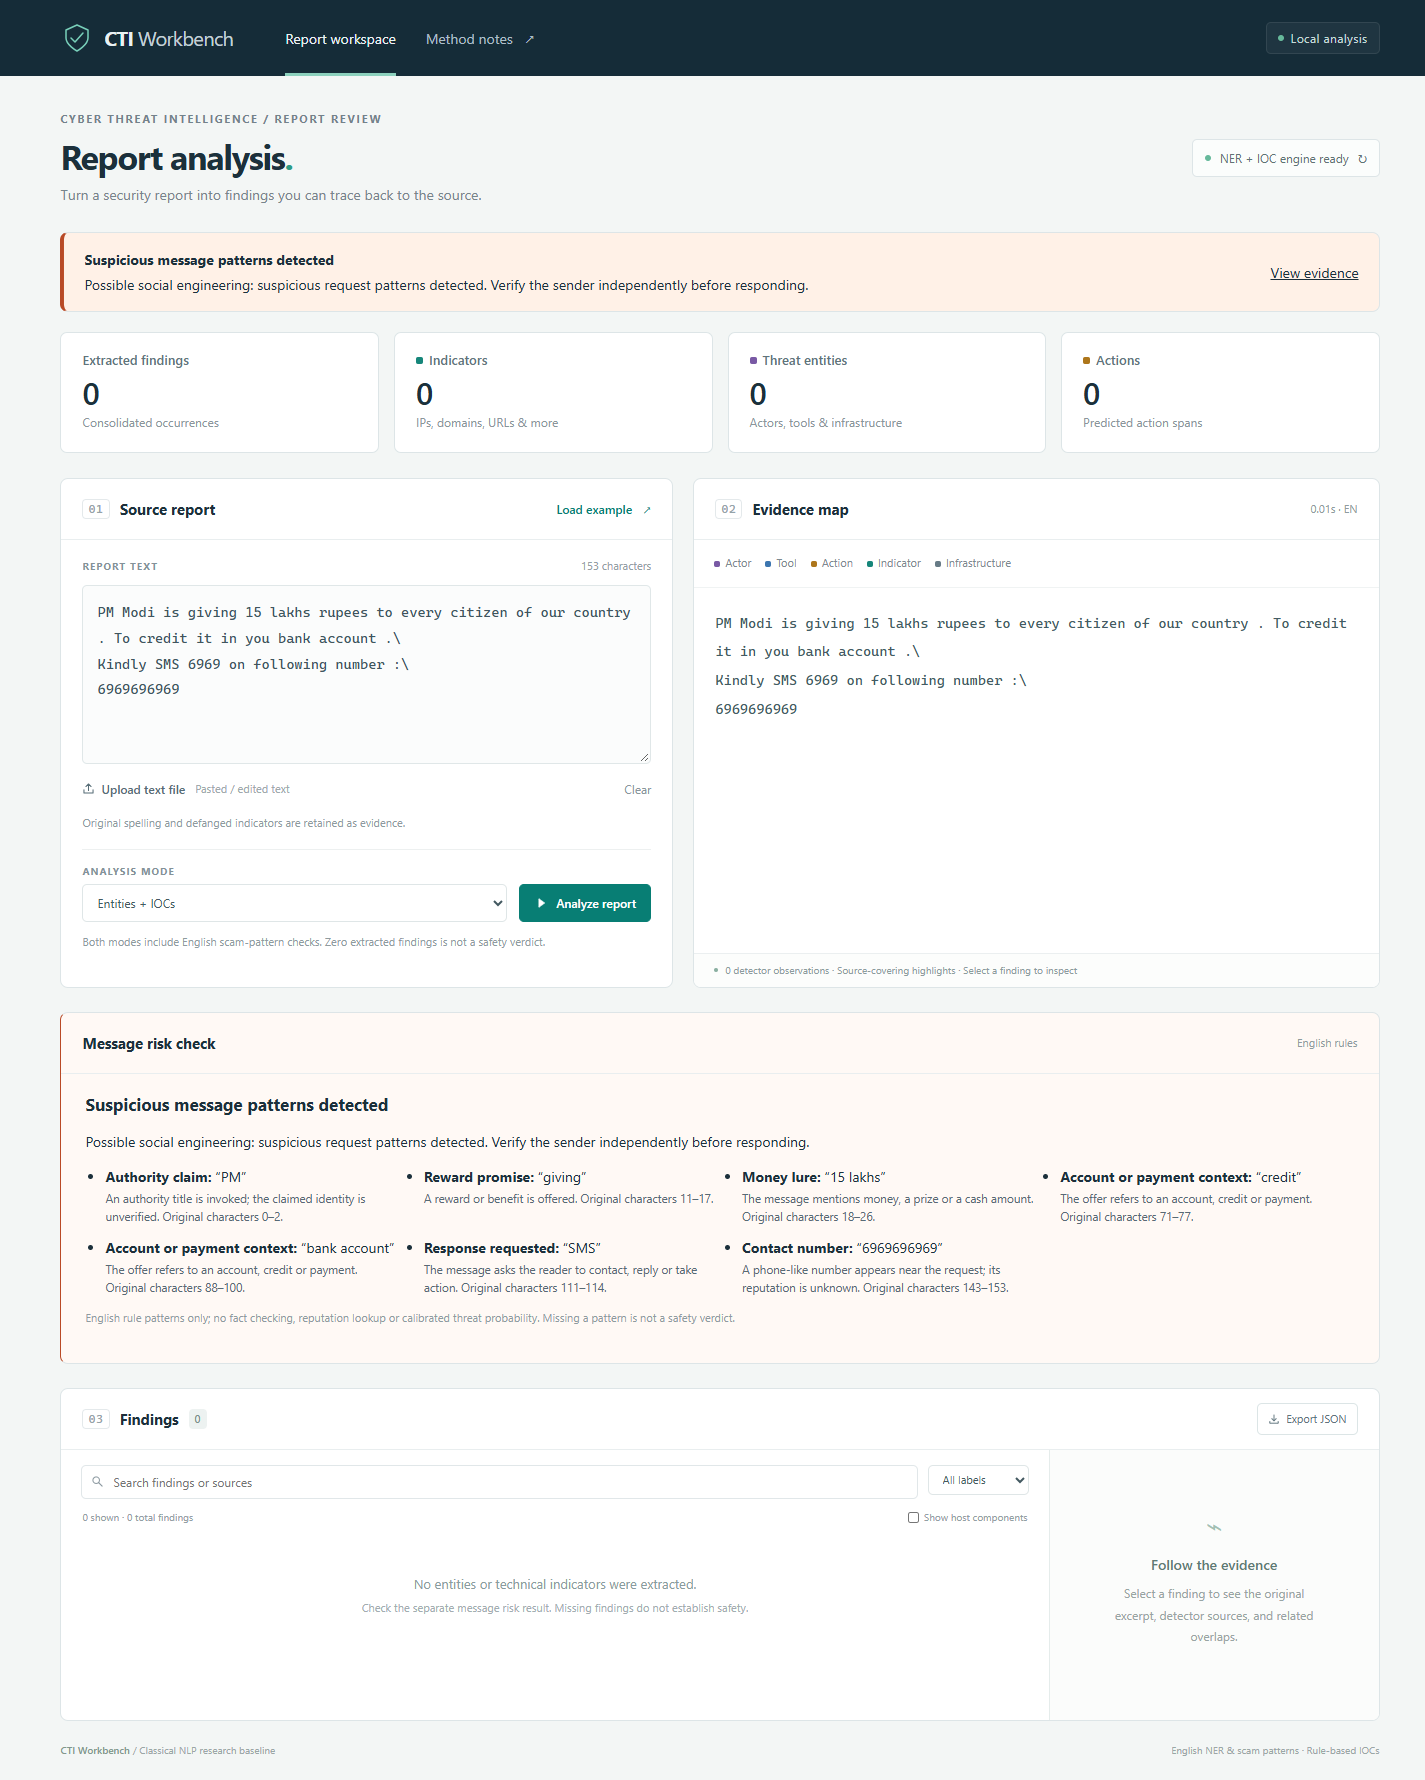 CTI Workbench
Report workspace
Method notes ↗
Local analysis
CYBER THREAT INTELLIGENCE / REPORT REVIEW
Report analysis.
NER + IOC engine ready ↻
Turn a security report into findings you can trace back to the source.
Suspicious message patterns detected
Possible social engineering: suspicious request patterns detected. Verify the sender independently before responding.
View evidence
Extracted findings
0
Consolidated occurrences
Indicators
0
IPs, domains, URLs & more
Threat entities
0
Actors, tools & infrastructure
Actions
0
Predicted action spans
01 Source report
Load example ↗
REPORT TEXT
153 characters
PM Modi is giving 15 lakhs rupees to every citizen of our country
. To credit it in you bank account .\
Kindly SMS 6969 on following number :\
6969696969
Upload text file
Pasted / edited text
Clear
Original spelling and defanged indicators are retained as evidence.
ANALYSIS MODE
Entities + IOCs
Analyze report
Both modes include English scam-pattern checks. Zero extracted findings is not a safety verdict.
02 Evidence map
0.01s · EN
Actor
Tool
Action
Indicator
Infrastructure
PM Modi is giving 15 lakhs rupees to every citizen of our country . To credit
it in you bank account .\
Kindly SMS 6969 on following number :\
6969696969
0 detector observations · Source-covering highlights · Select a finding to inspect
Message risk check
English rules
Suspicious message patterns detected
Possible social engineering: suspicious request patterns detected. Verify the sender independently before responding.
Authority claim: “PM”
An authority title is invoked; the claimed identity is
unverified. Original characters 0–2.
Reward promise: “giving”
A reward or benefit is offered. Original characters 11–17.
Money lure: “15 lakhs”
The message mentions money, a prize or a cash amount.
Original characters 18–26.
Account or payment context: “credit”
The offer refers to an account, credit or payment.
Original characters 71–77.
Account or payment context: “bank account”
The offer refers to an account, credit or payment.
Original characters 88–100.
Response requested: “SMS”
The message asks the reader to contact, reply or take
action. Original characters 111–114.
Contact number: “6969696969”
A phone-like number appears near the request; its
reputation is unknown. Original characters 143–153.
English rule patterns only; no fact checking, reputation lookup or calibrated threat probability. Missing a pattern is not a safety verdict.
03 Findings 0
Export JSON
Search findings or sources
All labels
0 shown · 0 total findings
Show host components
No entities or technical indicators were extracted.
Check the separate message risk result. Missing findings do not establish safety.
Follow the evidence
Select a finding to see the original
excerpt, detector sources, and related
overlaps.
CTI Workbench / Classical NLP research baseline
English NER & scam patterns · Rule-based IOCs